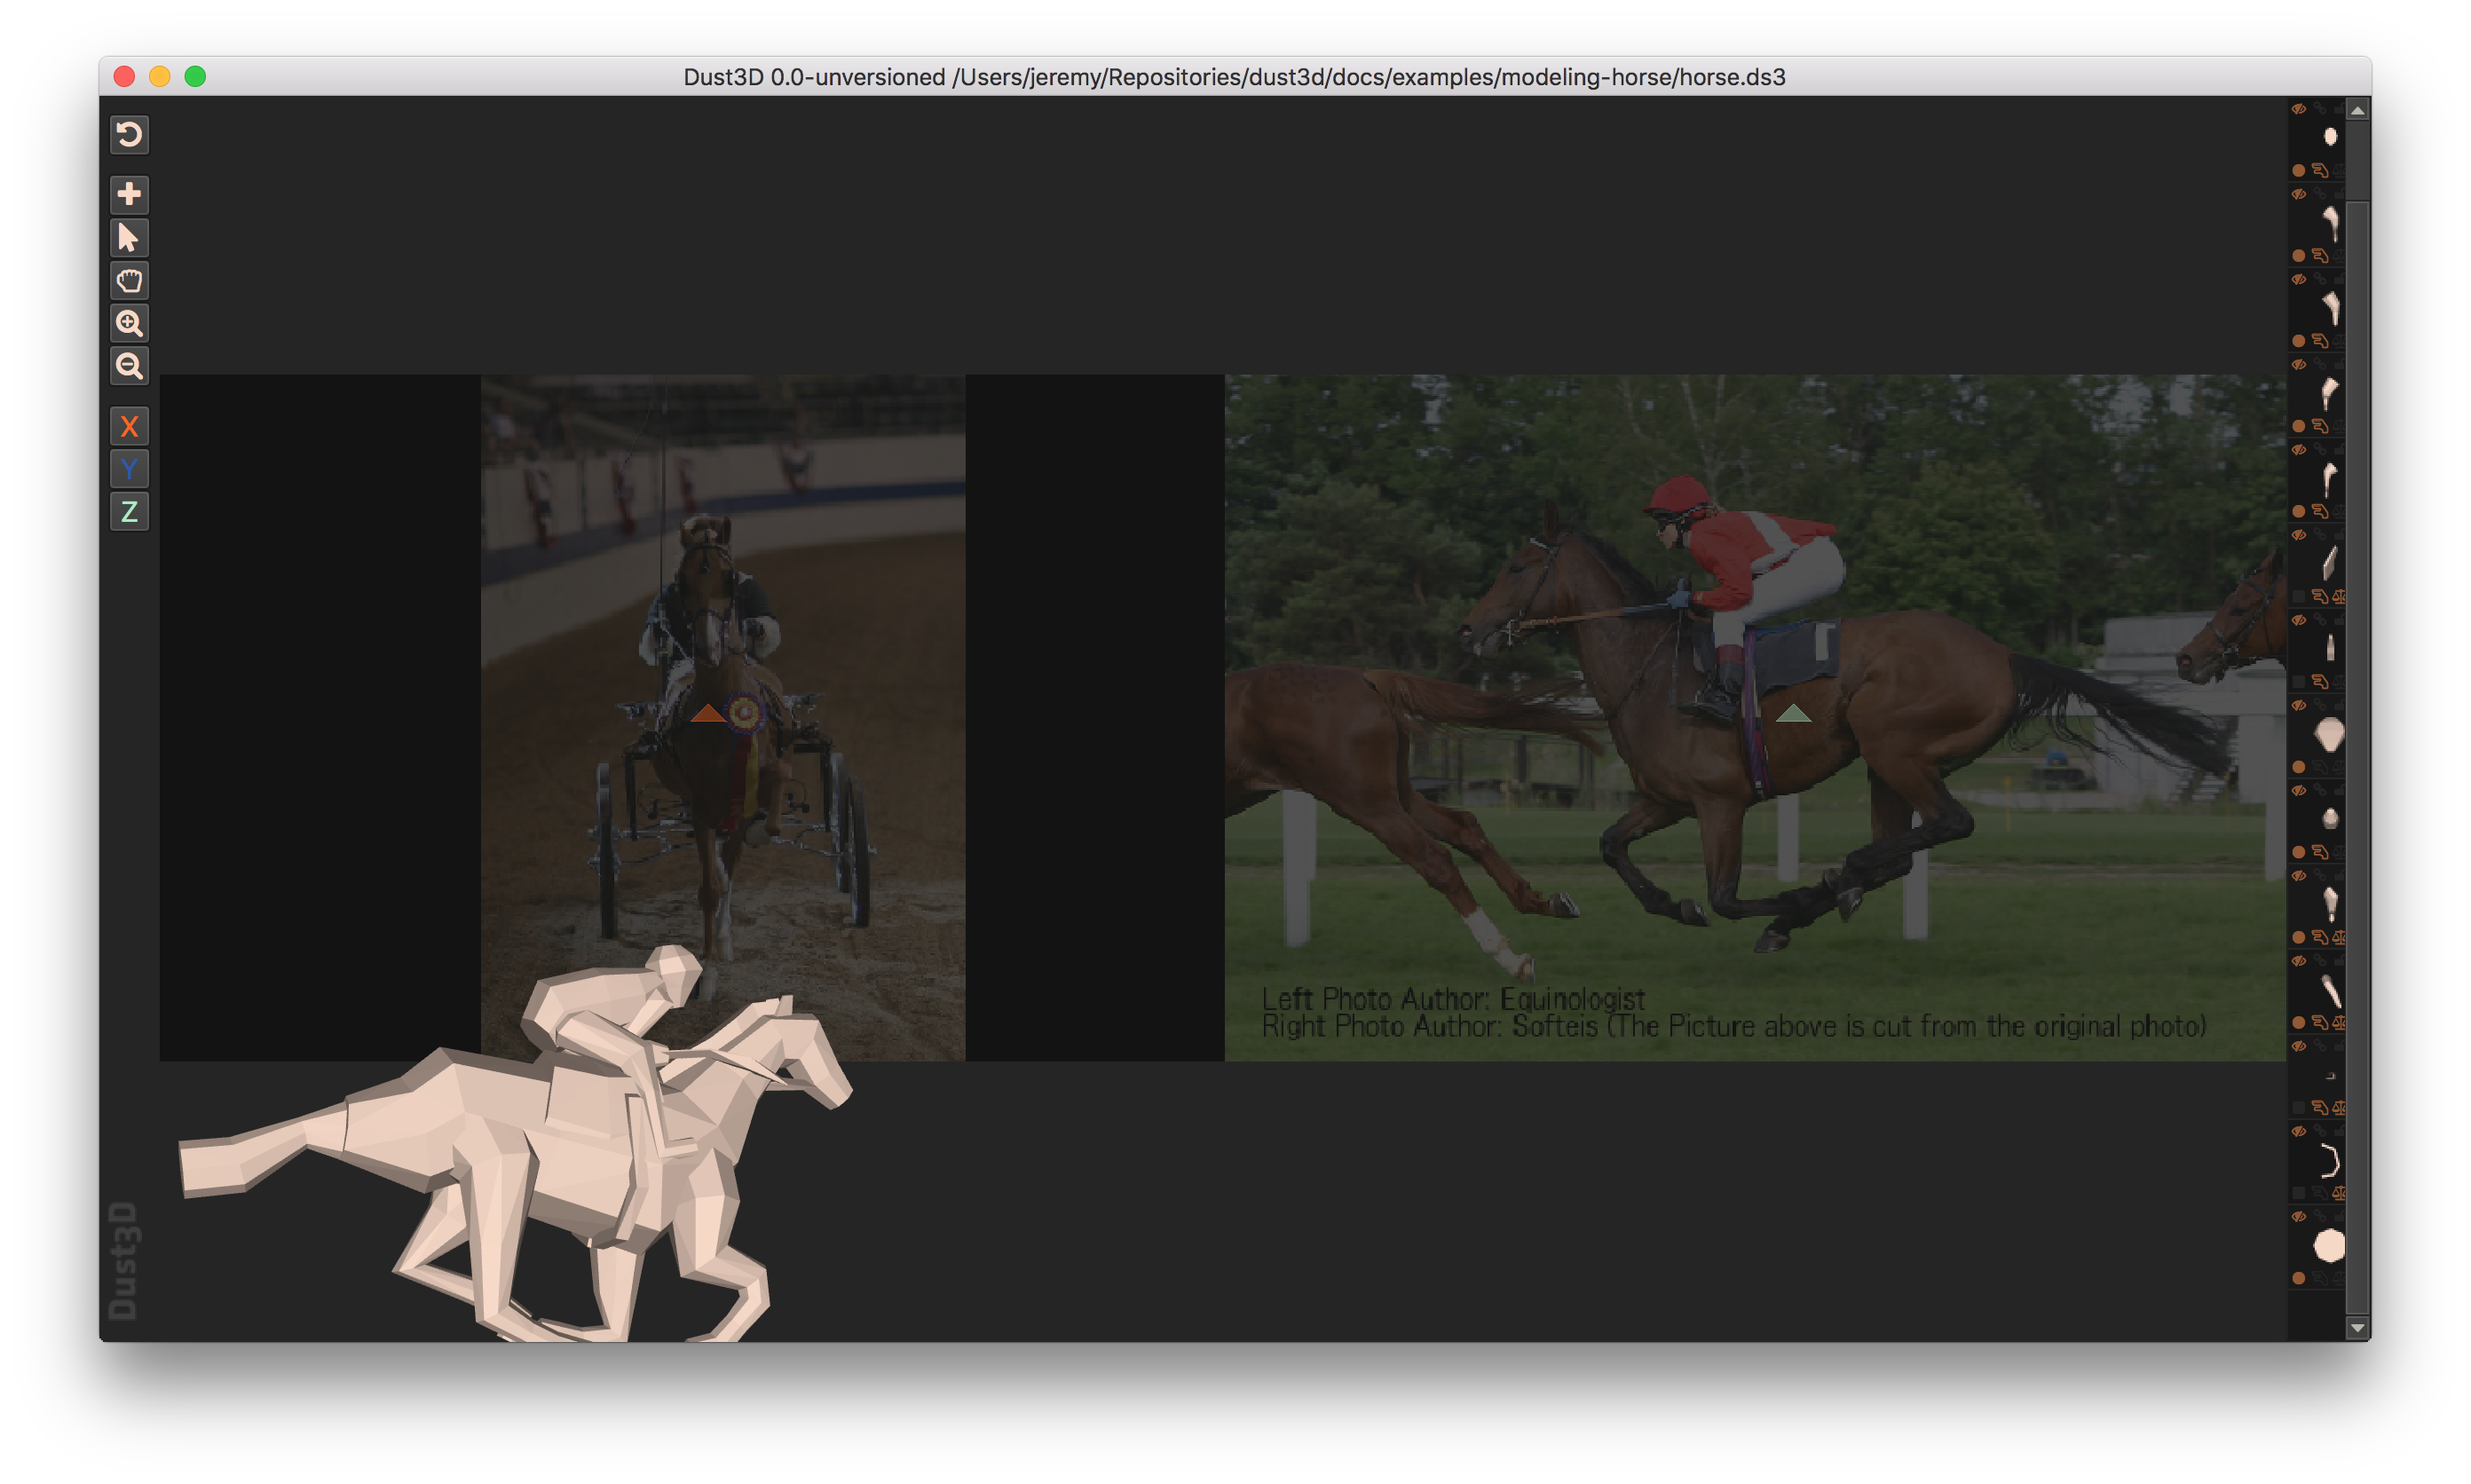 Dust3D 0.0-unversioned /Users/jeremy/Repositories/dust3d/docs/examples/modeling-horse/horse.ds3
X
Y
Z
Left Photo Author: Equinologist
Right Photo Author: Softeis (The Picture above is cut from the original photo)
Dust3D